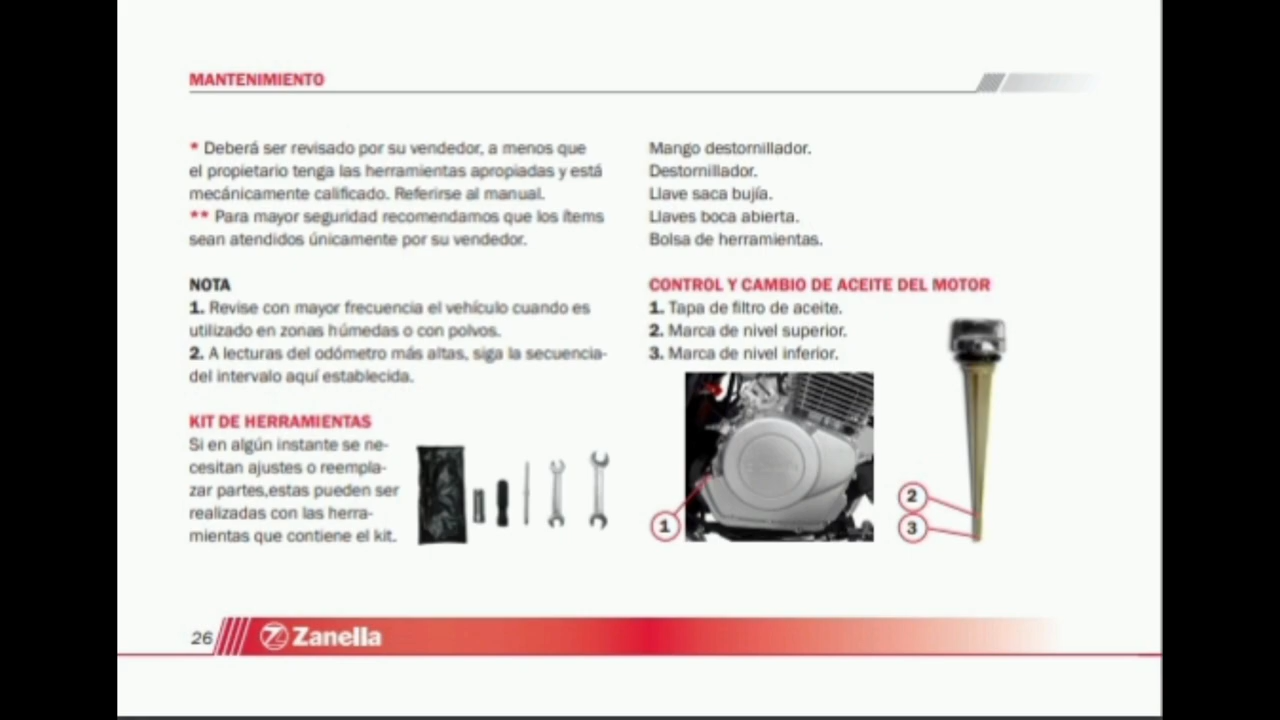 MANTENIMIENTO
* Deberá ser revisado por su vendedor, a menos que
el propietario tenga las herramientas apropiadas y está
mecánicamente calificado. Referirse al manual.
** Para mayor seguridad recomendamos que los ítems
sean atendidos únicamente por su vendedor.
NOTA
1. Revise con mayor frecuencia el vehículo cuando es
utilizado en zonas húmedas o con polvos.
2. A lecturas del odómetro más altas, siga la secuencia-
del intervalo aquí establecida.
KIT DE HERRAMIENTAS
Si en algún instante se ne-
cesitan ajustes o reempla-
zar partes,estas pueden ser
realizadas con las herra-
mientas que contiene el kit.
Mango destornillador.
Destornillador.
Llave saca bujía.
Llaves boca abierta.
Bolsa de herramientas.
CONTROL Y CAMBIO DE ACEITE DEL MOTOR
1. Tapa de filtro de aceite.
2. Marca de nivel superior.
3. Marca de nivel inferior.
1
2
3
26
Zanella